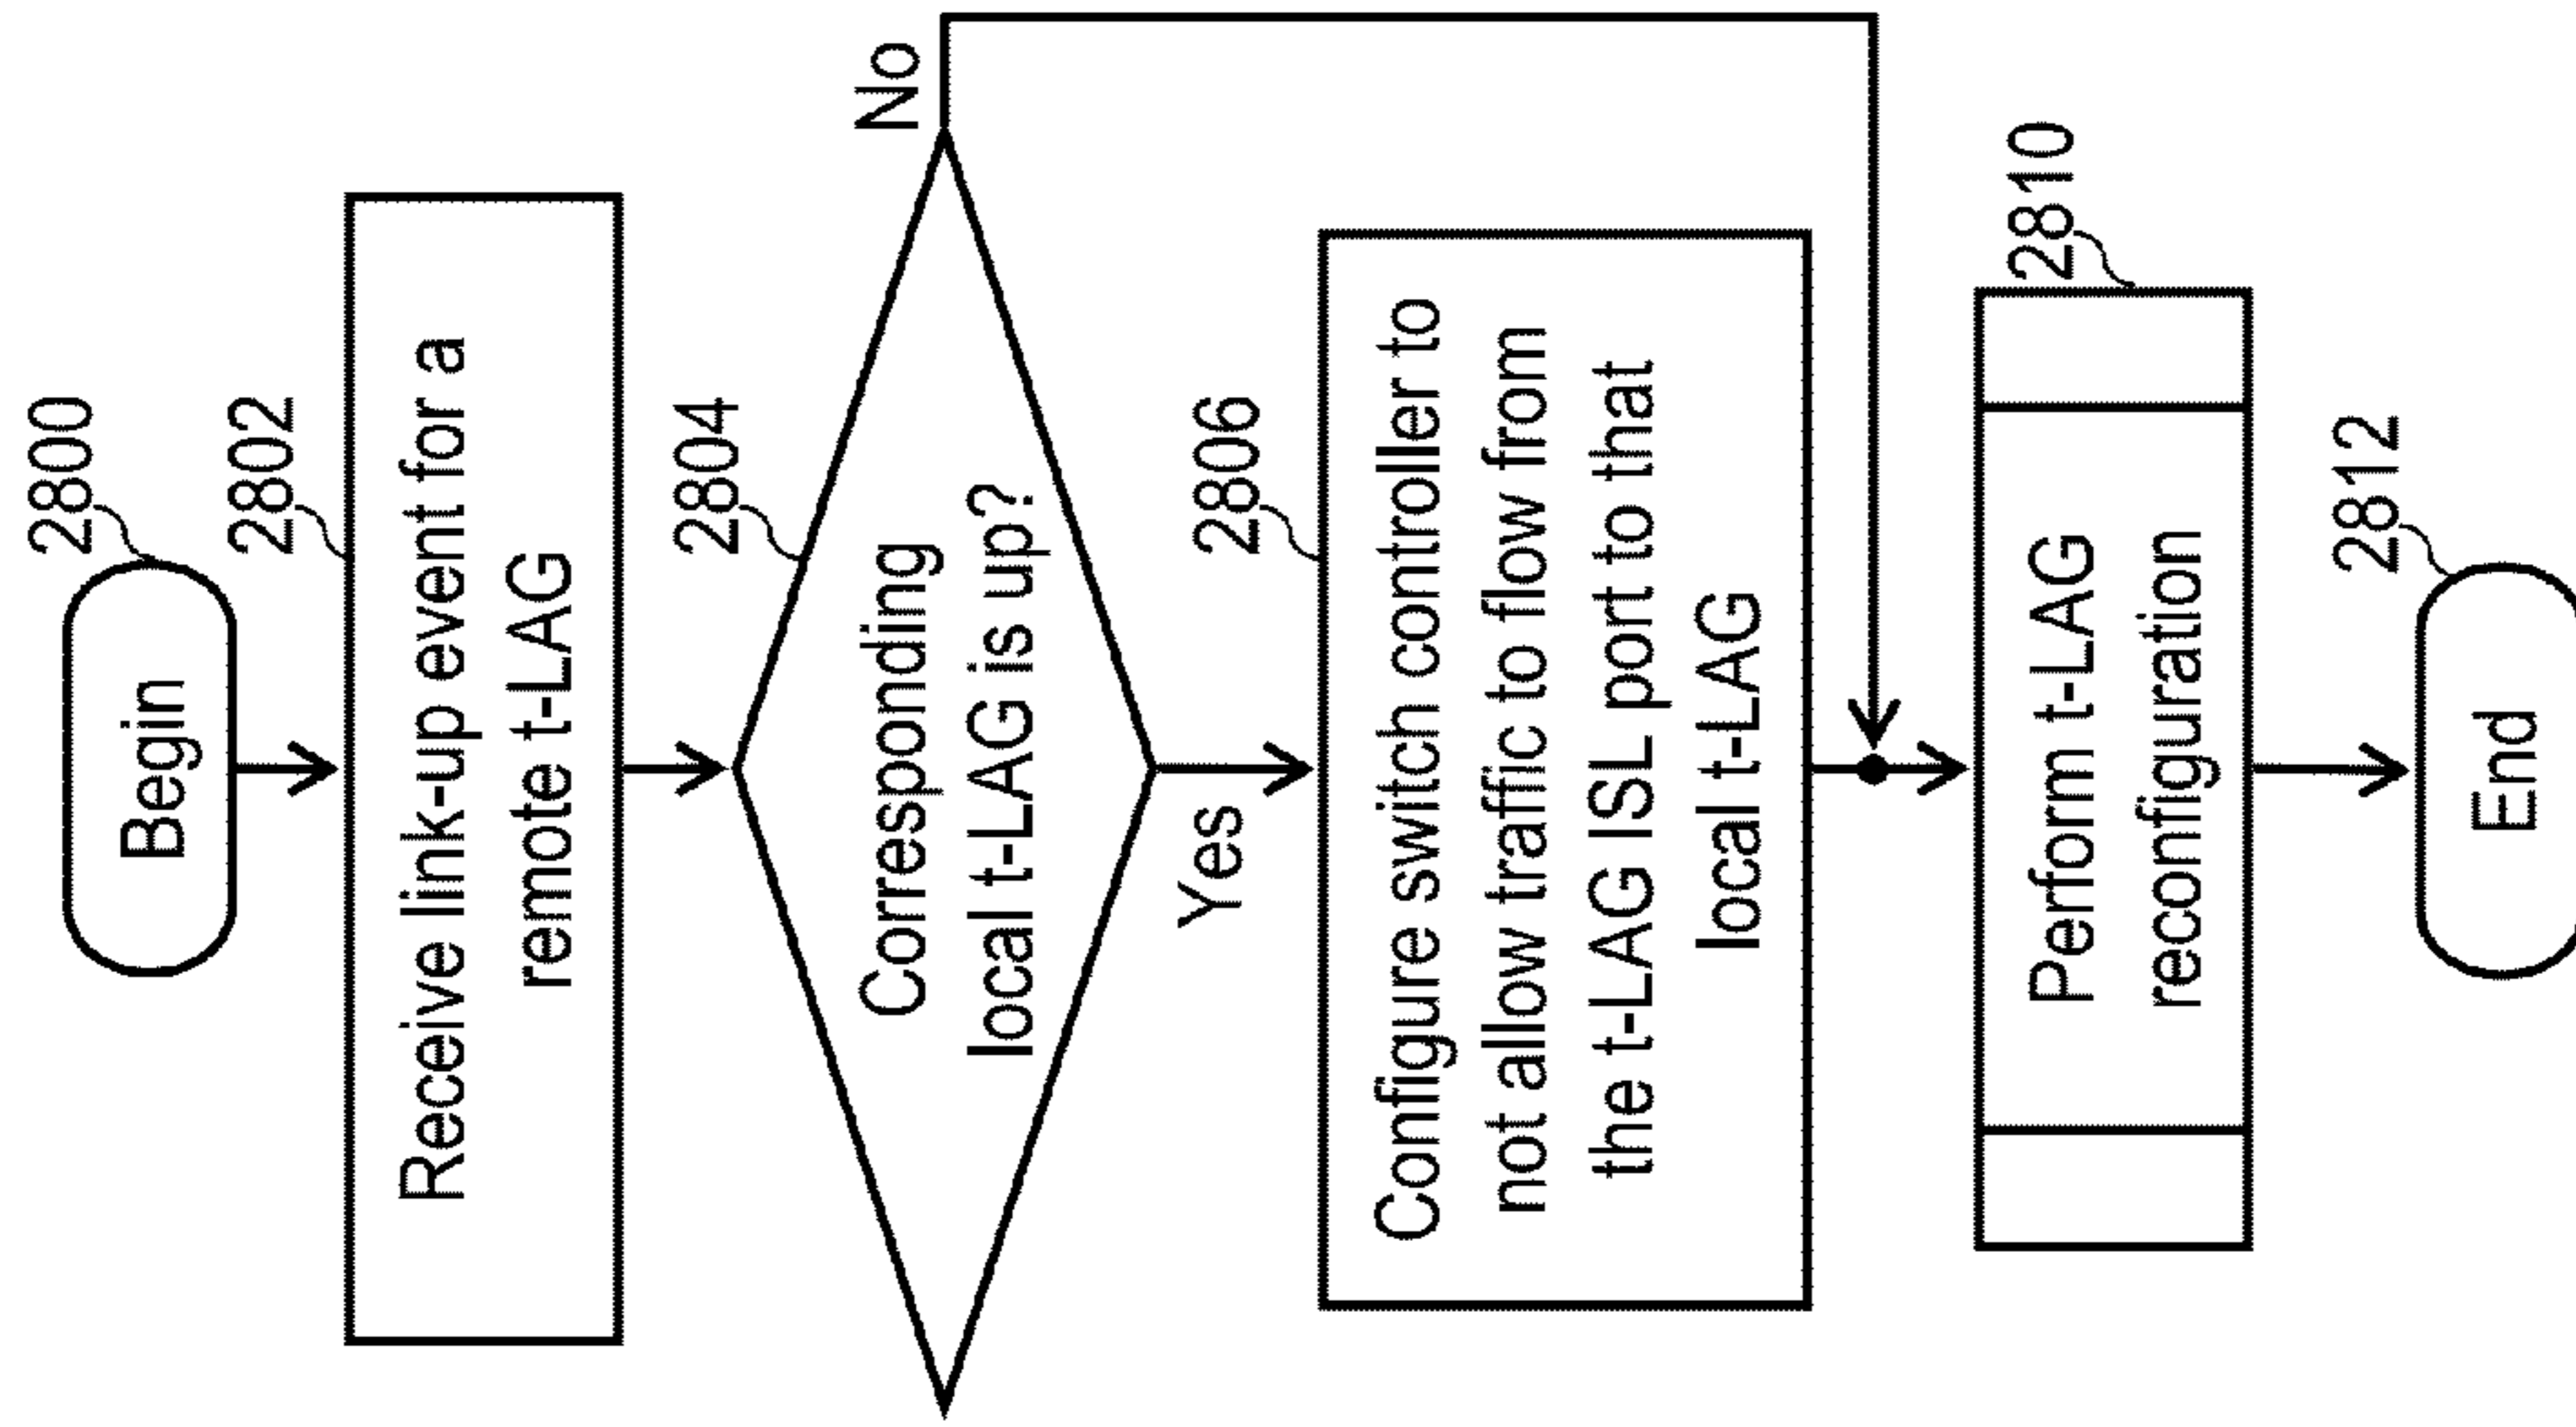 2800
Begin
2802
Receive link-up event for a
remote t-LAG
2804
Corresponding
local t-LAG is up?
No
Yes
2806
Configure switch controller to
not allow traffic to flow from
the t-LAG ISL port to that
local t-LAG
2810
Perform t-LAG
reconfiguration
2812
End